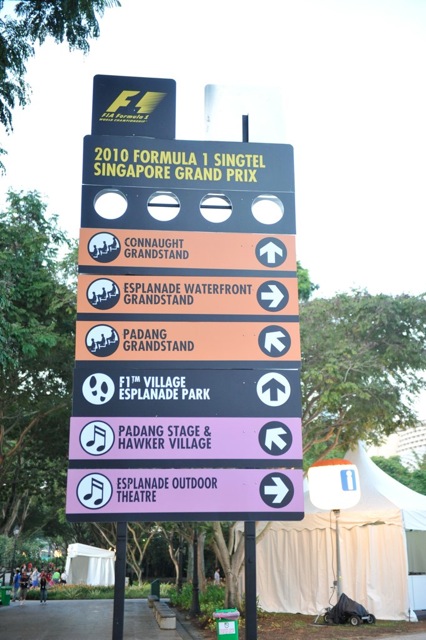 F1
FIA Formula 1
WORLD CHAMPIONSHIP
2010 FORMULA 1 SINGTEL
SINGAPORE GRAND PRIX
CONNAUGHT
GRANDSTAND
ESPLANADE WATERFRONT
GRANDSTAND
PADANG
GRANDSTAND
F1™ VILLAGE
ESPLANADE PARK
PADANG STAGE &
HAWKER VILLAGE
ESPLANADE OUTDOOR
THEATRE
f